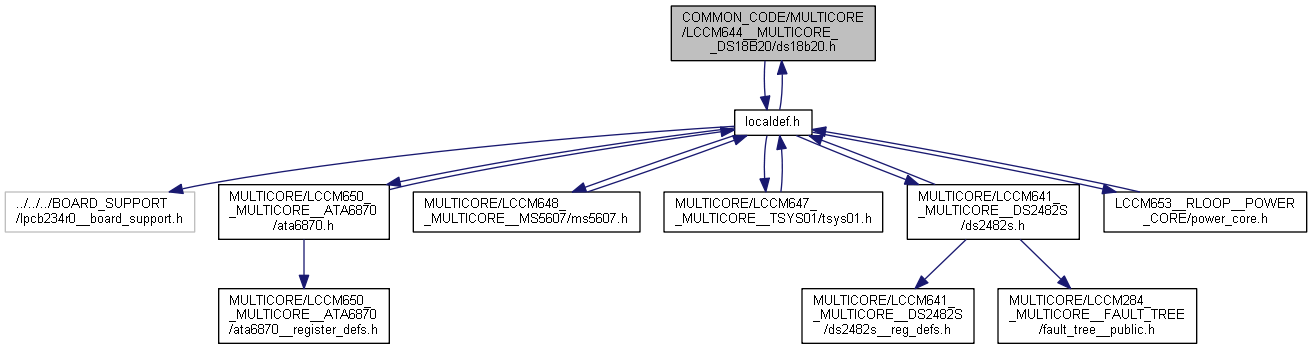 COMMON_CODE/MULTICORE
/LCCM644__MULTICORE_
_DS18B20/ds18b20.h
localdef.h
../../../BOARD_SUPPORT
/lpcb234r0__board_support.h
MULTICORE/LCCM650_
_MULTICORE__ATA6870
/ata6870.h
MULTICORE/LCCM648_
_MULTICORE__MS5607/ms5607.h
MULTICORE/LCCM647_
_MULTICORE__TSYS01/tsys01.h
MULTICORE/LCCM641_
_MULTICORE__DS2482S
/ds2482s.h
LCCM653__RLOOP__POWER
_CORE/power_core.h
MULTICORE/LCCM650_
_MULTICORE__ATA6870
/ata6870__register_defs.h
MULTICORE/LCCM641_
_MULTICORE__DS2482S
/ds2482s__reg_defs.h
MULTICORE/LCCM284_
_MULTICORE__FAULT_TREE
/fault_tree__public.h